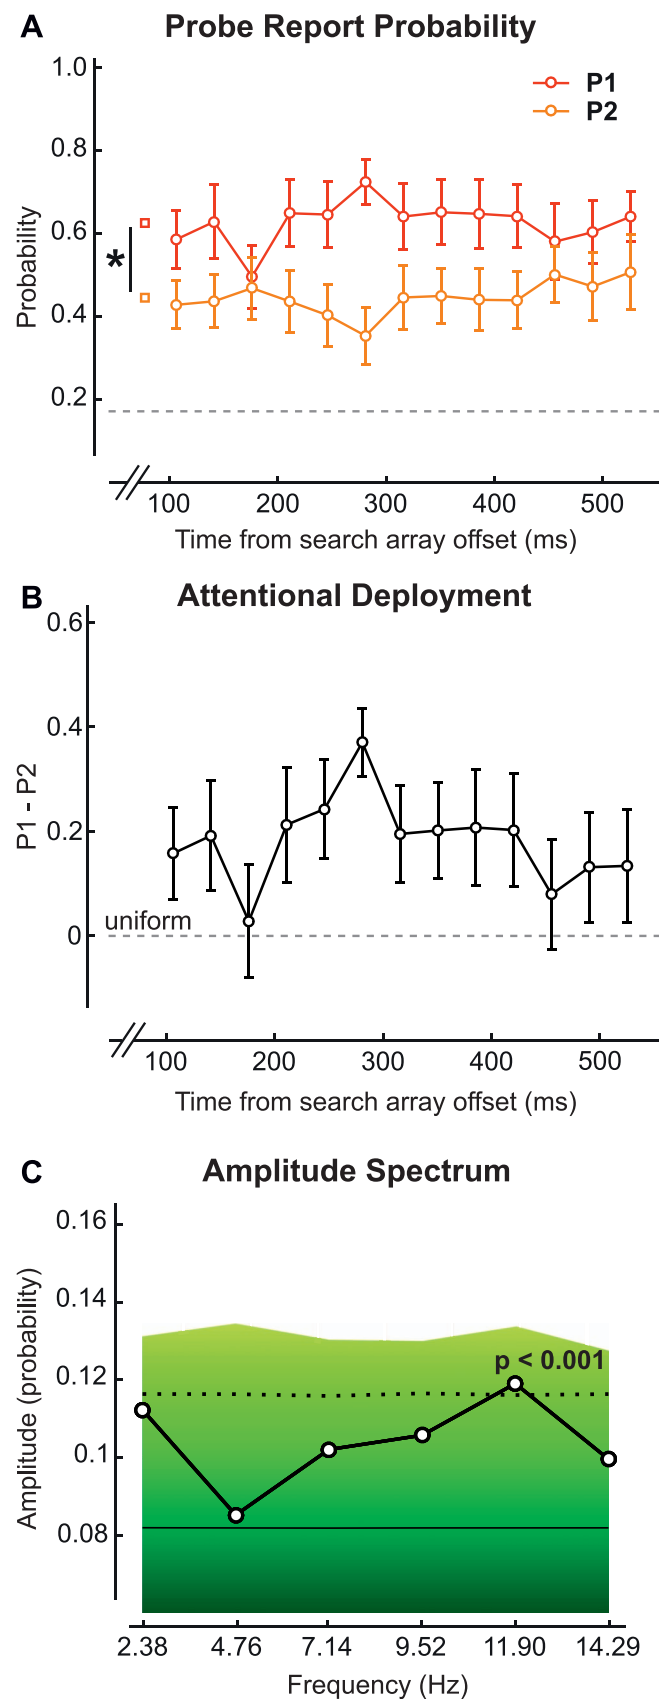 A Probe Report Probability
1.0
0.8
0.6
0.4
0.2
Probability
P1
P2
*
100 200 300 400 500
Time from search array offset (ms)
B Attentional Deployment
0.6
0.4
0.2
0
P1 - P2
uniform
100 200 300 400 500
Time from search array offset (ms)
C Amplitude Spectrum
0.16
0.14
0.12
0.1
0.08
Amplitude (probability)
p < 0.001
2.38 4.76 7.14 9.52 11.90 14.29
Frequency (Hz)